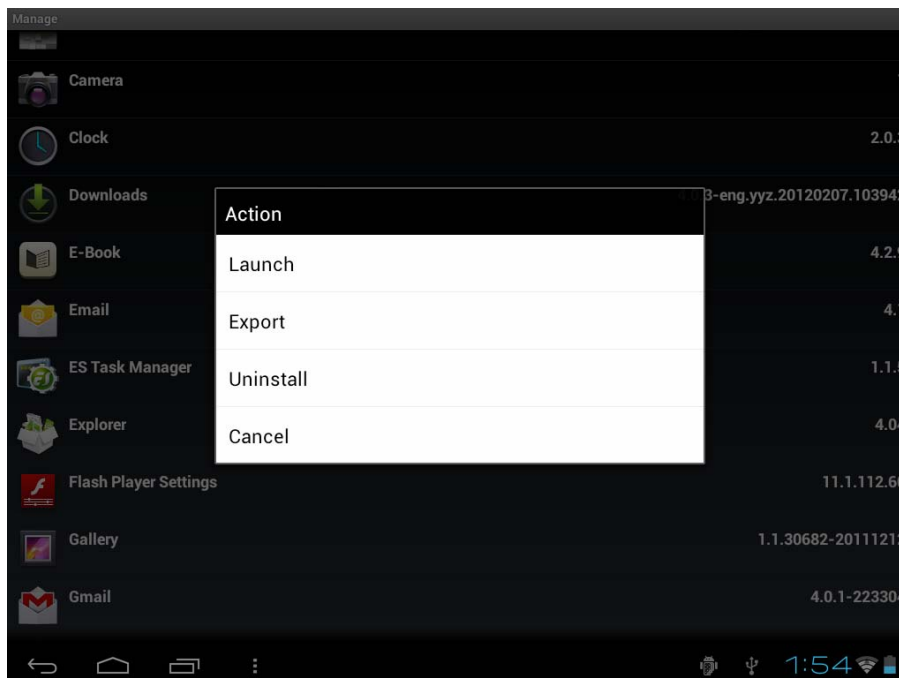 Manage
Camera
Clock 2.0.
Downloads 3-eng.yyz.20120207.10394
Action
E-Book 4.2.
Launch
Email 4.
Export
ES Task Manager 1.1.
Uninstall
Explorer 4.0
Cancel
Flash Player Settings 11.1.112.6
Gallery 1.1.30682-2011121
Gmail 4.0.1-22330
1:54